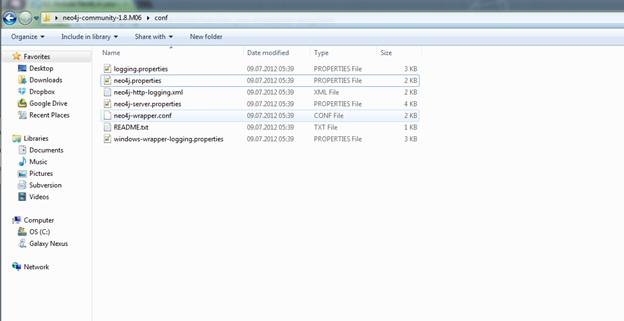 neo4j-community-1.8.M06 ▸ conf
Organize Include in library Share with New folder
Favorites
Desktop
Downloads
Dropbox
Google Drive
Recent Places
Libraries
Documents
Music
Pictures
Subversion
Videos
Computer
OS (C:)
Galaxy Nexus
Network
Name Date modified Type Size
logging.properties 09.07.2012 05:39 PROPERTIES File 3 KB
neo4j.properties 09.07.2012 05:39 PROPERTIES File 2 KB
neo4j-http-logging.xml 09.07.2012 05:39 XML File 2 KB
neo4j-server.properties 09.07.2012 05:39 PROPERTIES File 4 KB
neo4j-wrapper.conf 09.07.2012 05:39 CONF File 2 KB
README.txt 09.07.2012 05:39 TXT File 1 KB
windows-wrapper-logging.properties 09.07.2012 05:39 PROPERTIES File 3 KB